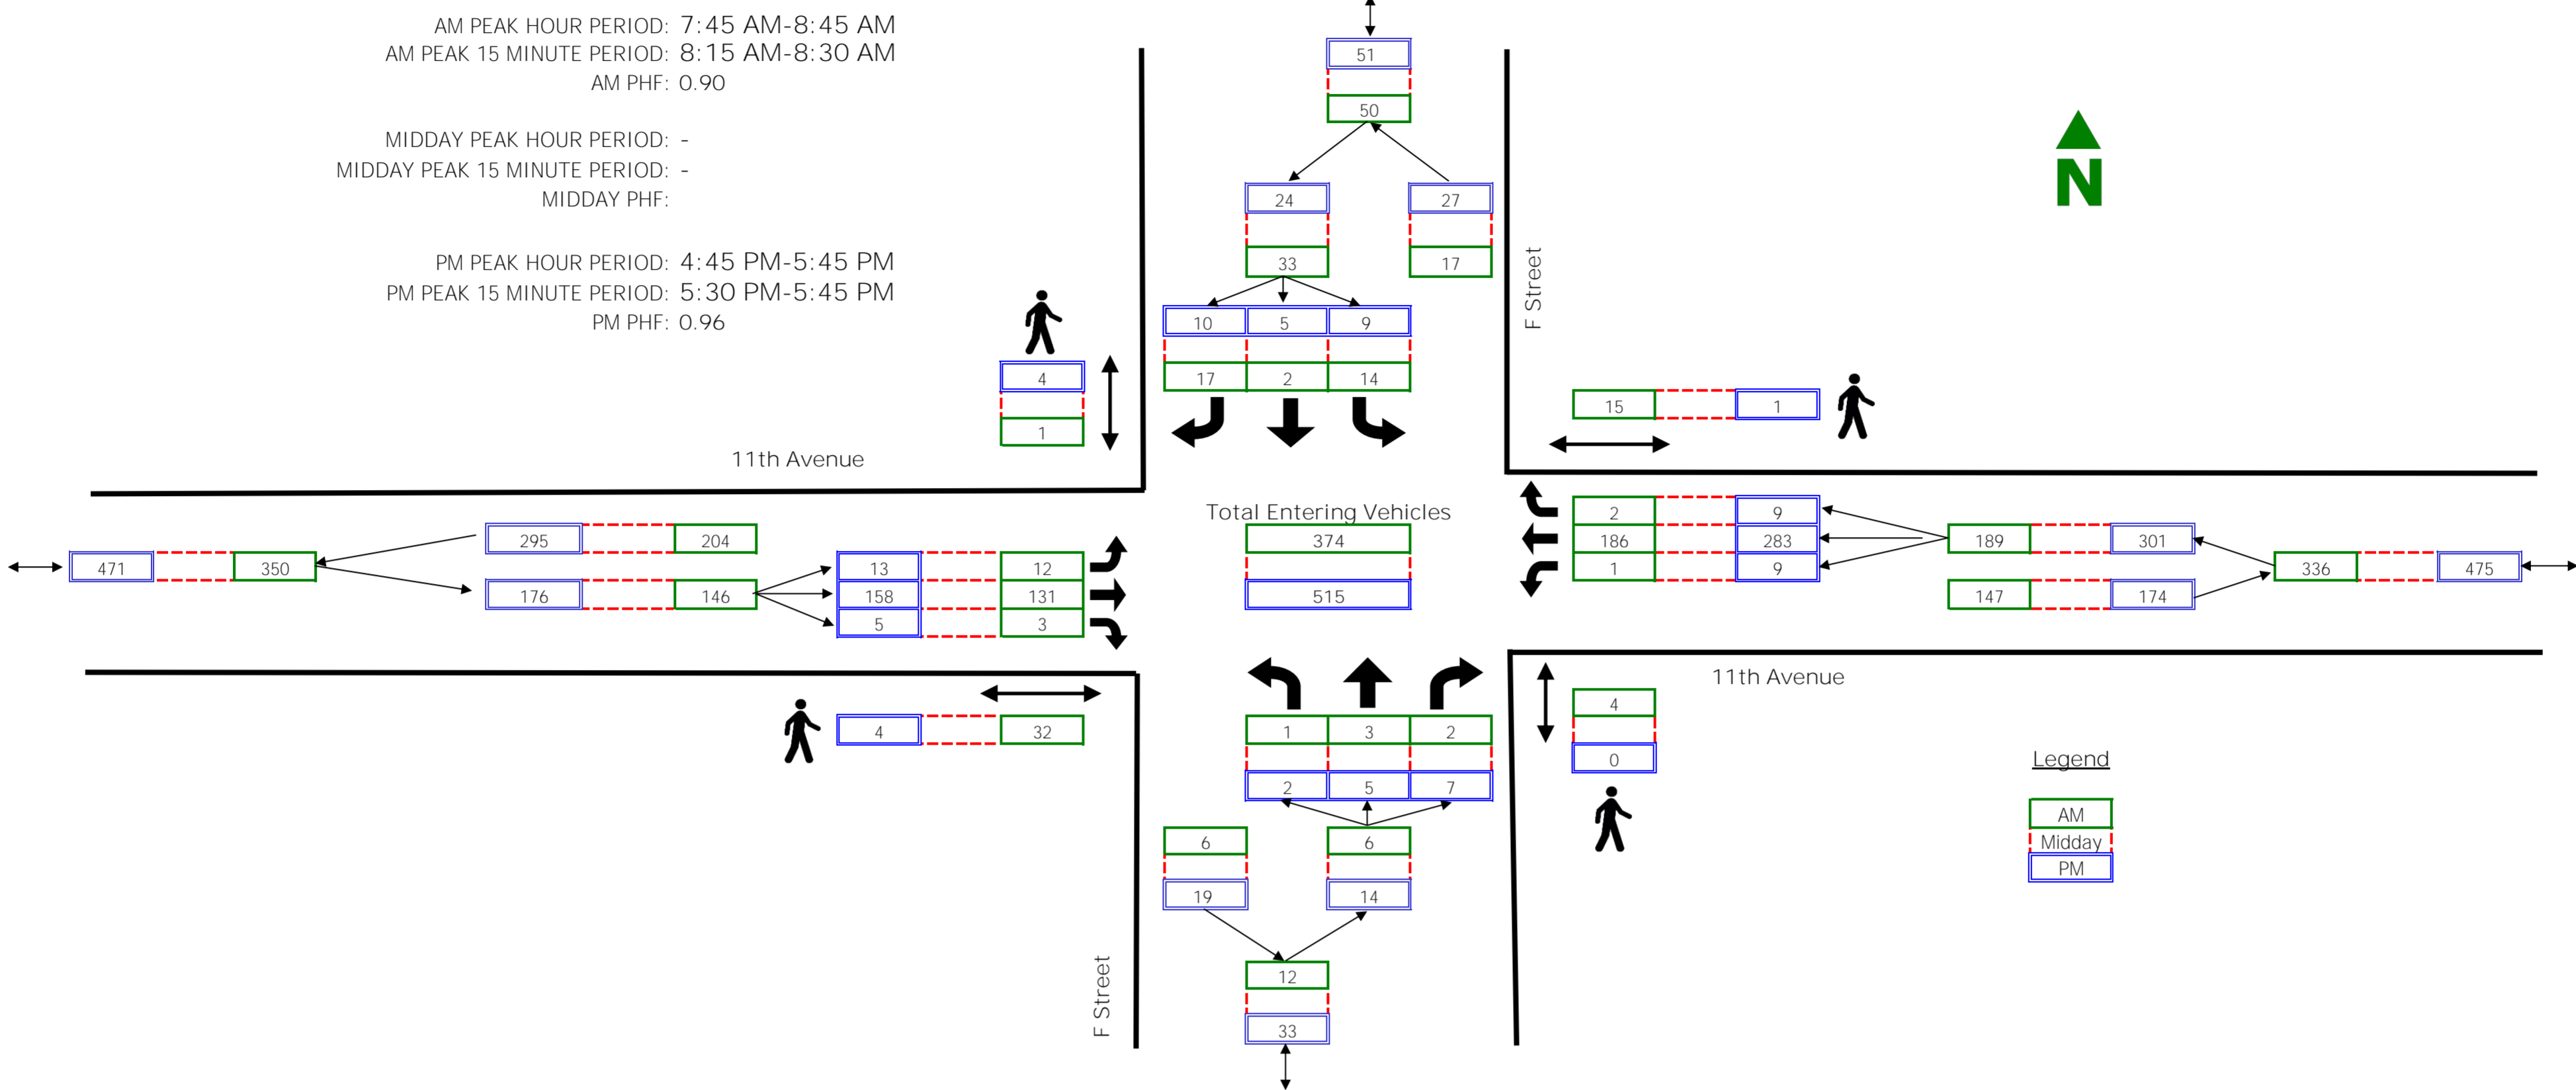 AM PEAK HOUR PERIOD: 7:45 AM-8:45 AM
AM PEAK 15 MINUTE PERIOD: 8:15 AM-8:30 AM
AM PHF: 0.90
MIDDAY PEAK HOUR PERIOD: -
MIDDAY PEAK 15 MINUTE PERIOD: -
MIDDAY PHF:
PM PEAK HOUR PERIOD: 4:45 PM-5:45 PM
PM PEAK 15 MINUTE PERIOD: 5:30 PM-5:45 PM
PM PHF: 0.96
51
50
24 27
33 17
10 5 9
17 2 14
F Street
N
4
1
15 1
11th Avenue
Total Entering Vehicles
374
515
295 204
471 350
176 146
13 12
158 131
5 3
2 9
186 283
1 9
189 301
336 475
147 174
11th Avenue
4 32
1 3 2
2 5 7
4
0
6 6
19 14
12
33
F Street
Legend
AM
Midday
PM